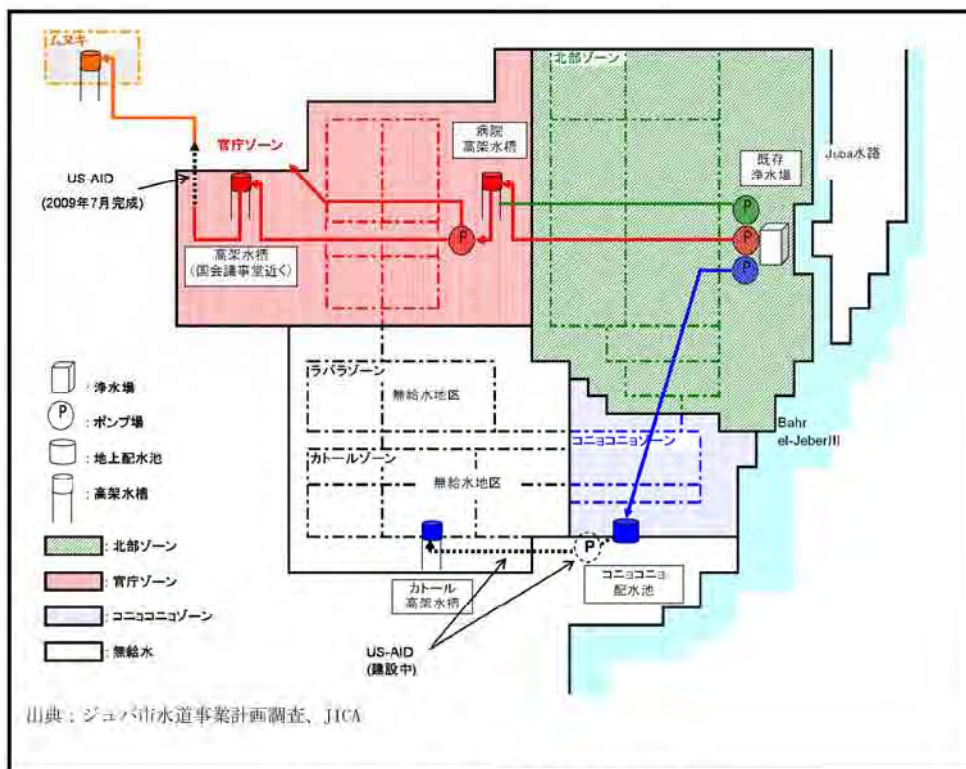 ムヌキ
北部ゾーン
病院
高架水槽
官庁ゾーン
既存
浄水場
Juba水路
US-AID
(2009年7月完成)
P
P
P
P
高架水槽
(国会議事堂近く)
ラバラゾーン
無給水地区
コニョコニョゾーン
Bahr
el-Jeber川
カトールゾーン
無給水地区
P
カトール
高架水槽
コニョコニョ
配水池
US-AID
(建設中)
: 浄水場
P
: ポンプ場
: 地上配水池
: 高架水槽
: 北部ゾーン
: 官庁ゾーン
: コニョコニョゾーン
: 無給水
出典：ジュバ市水道事業計画調査、JICA